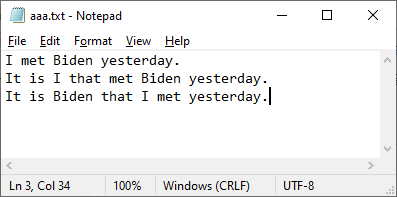 aaa.txt - Notepad
File Edit Format View Help
I met Biden yesterday.
It is I that met Biden yesterday.
It is Biden that I met yesterday.
Ln 3, Col 34 100% Windows (CRLF) UTF-8